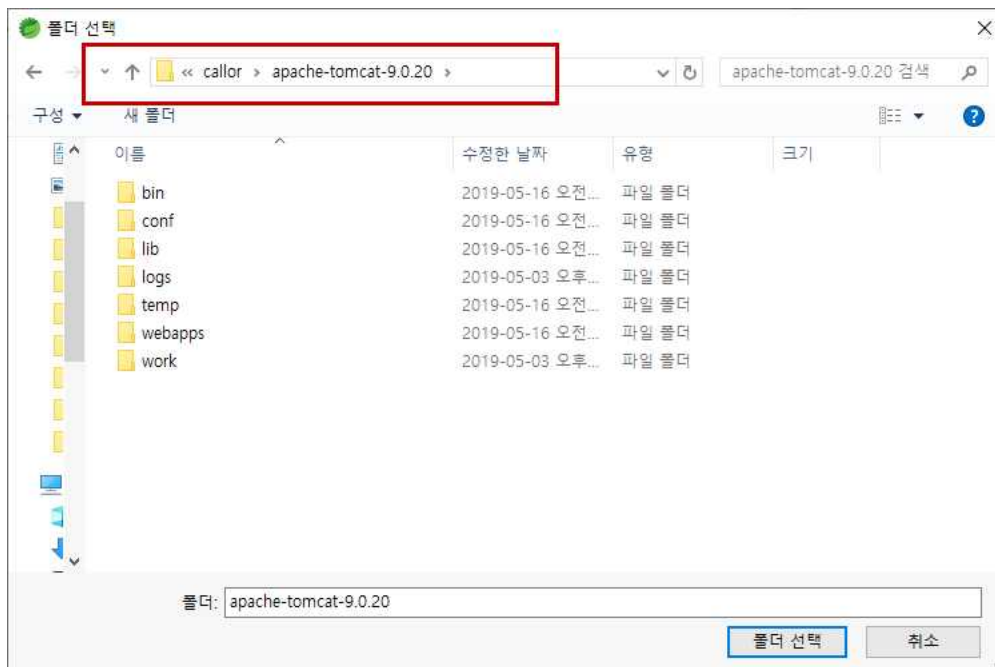 폴더 선택
« callor › apache-tomcat-9.0.20 ›
apache-tomcat-9.0.20 검색
구성
새 폴더
이름 수정한 날짜 유형 크기
bin 2019-05-16 오전... 파일 폴더
conf 2019-05-16 오전... 파일 폴더
lib 2019-05-16 오전... 파일 폴더
logs 2019-05-03 오후... 파일 폴더
temp 2019-05-16 오전... 파일 폴더
webapps 2019-05-16 오전... 파일 폴더
work 2019-05-03 오후... 파일 폴더
폴더: apache-tomcat-9.0.20
폴더 선택 취소